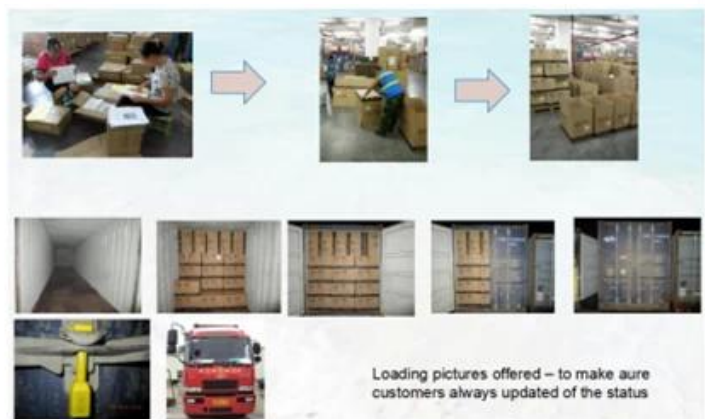 Loading pictures offered – to make aure
customers always updated of the status